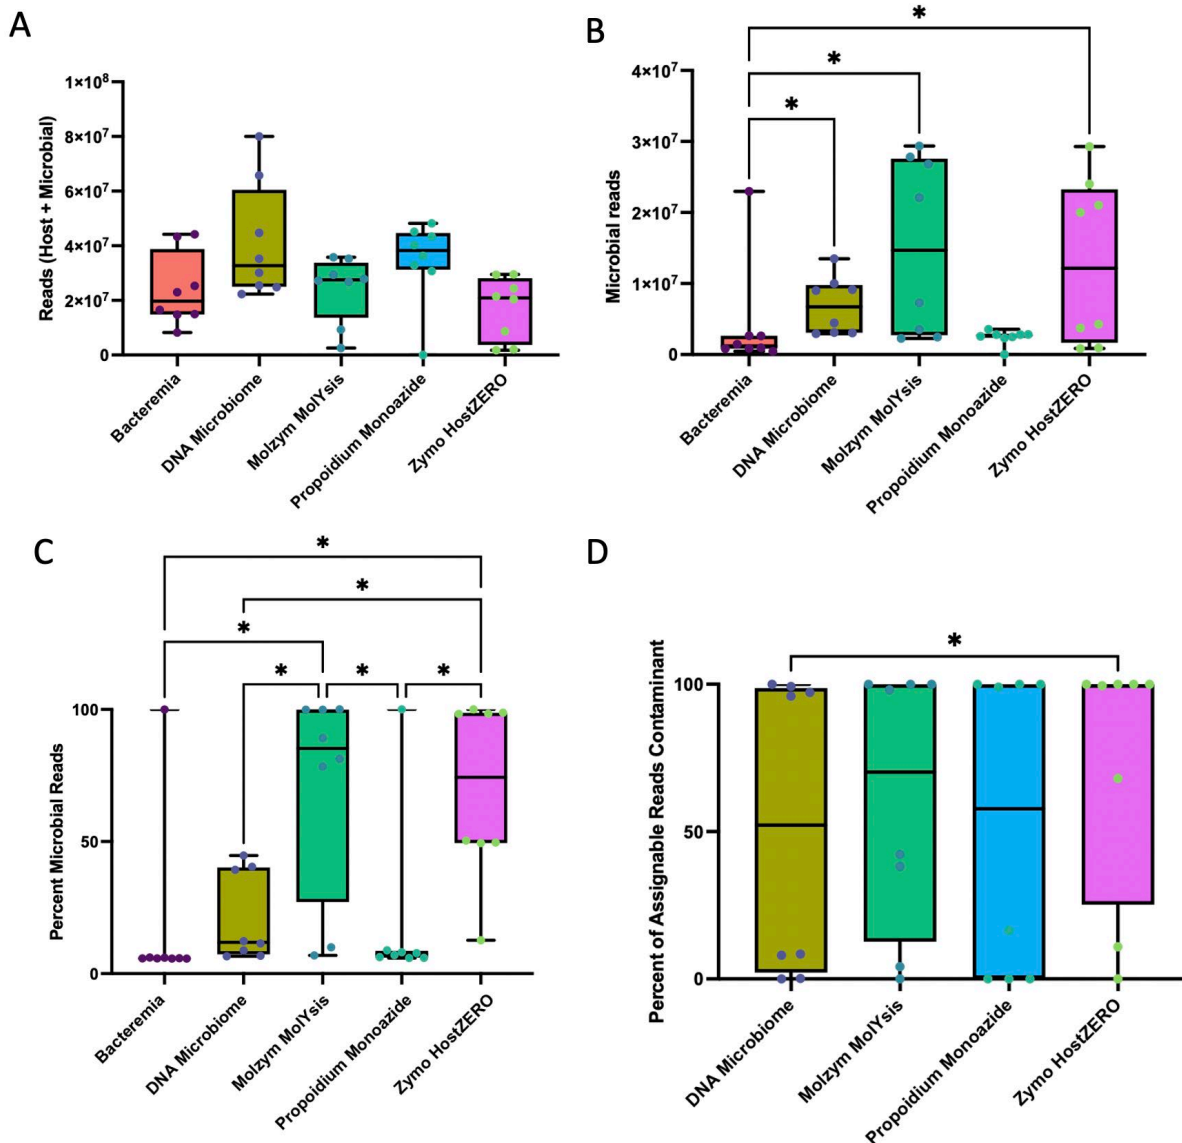 A
Reads (Host + Microbial)
1×10⁸
8×10⁷
6×10⁷
4×10⁷
2×10⁷
0
Bacteremia
DNA Microbiome
Molzym MolYsis
Propoidium Monoazide
Zymo HostZERO
B
Microbial reads
4×10⁷
3×10⁷
2×10⁷
1×10⁷
0
*
*
*
Bacteremia
DNA Microbiome
Molzym MolYsis
Propoidium Monoazide
Zymo HostZERO
C
Percent Microbial Reads
100
50
0
*
*
*
*
*
*
Bacteremia
DNA Microbiome
Molzym MolYsis
Propoidium Monoazide
Zymo HostZERO
D
Percent of Assignable Reads Contaminant
100
50
0
*
DNA Microbiome
Molzym MolYsis
Propoidium Monoazide
Zymo HostZERO